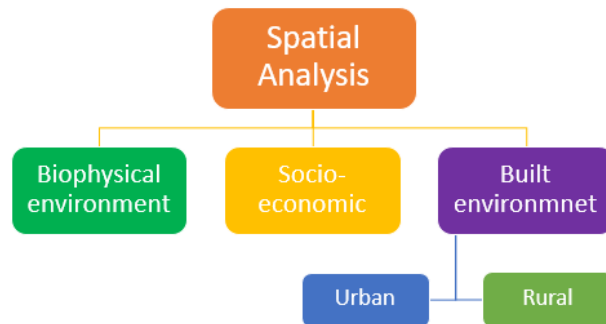 Spatial
Analysis
Biophysical
environment
Socio-
economic
Built
environmnet
Urban
Rural